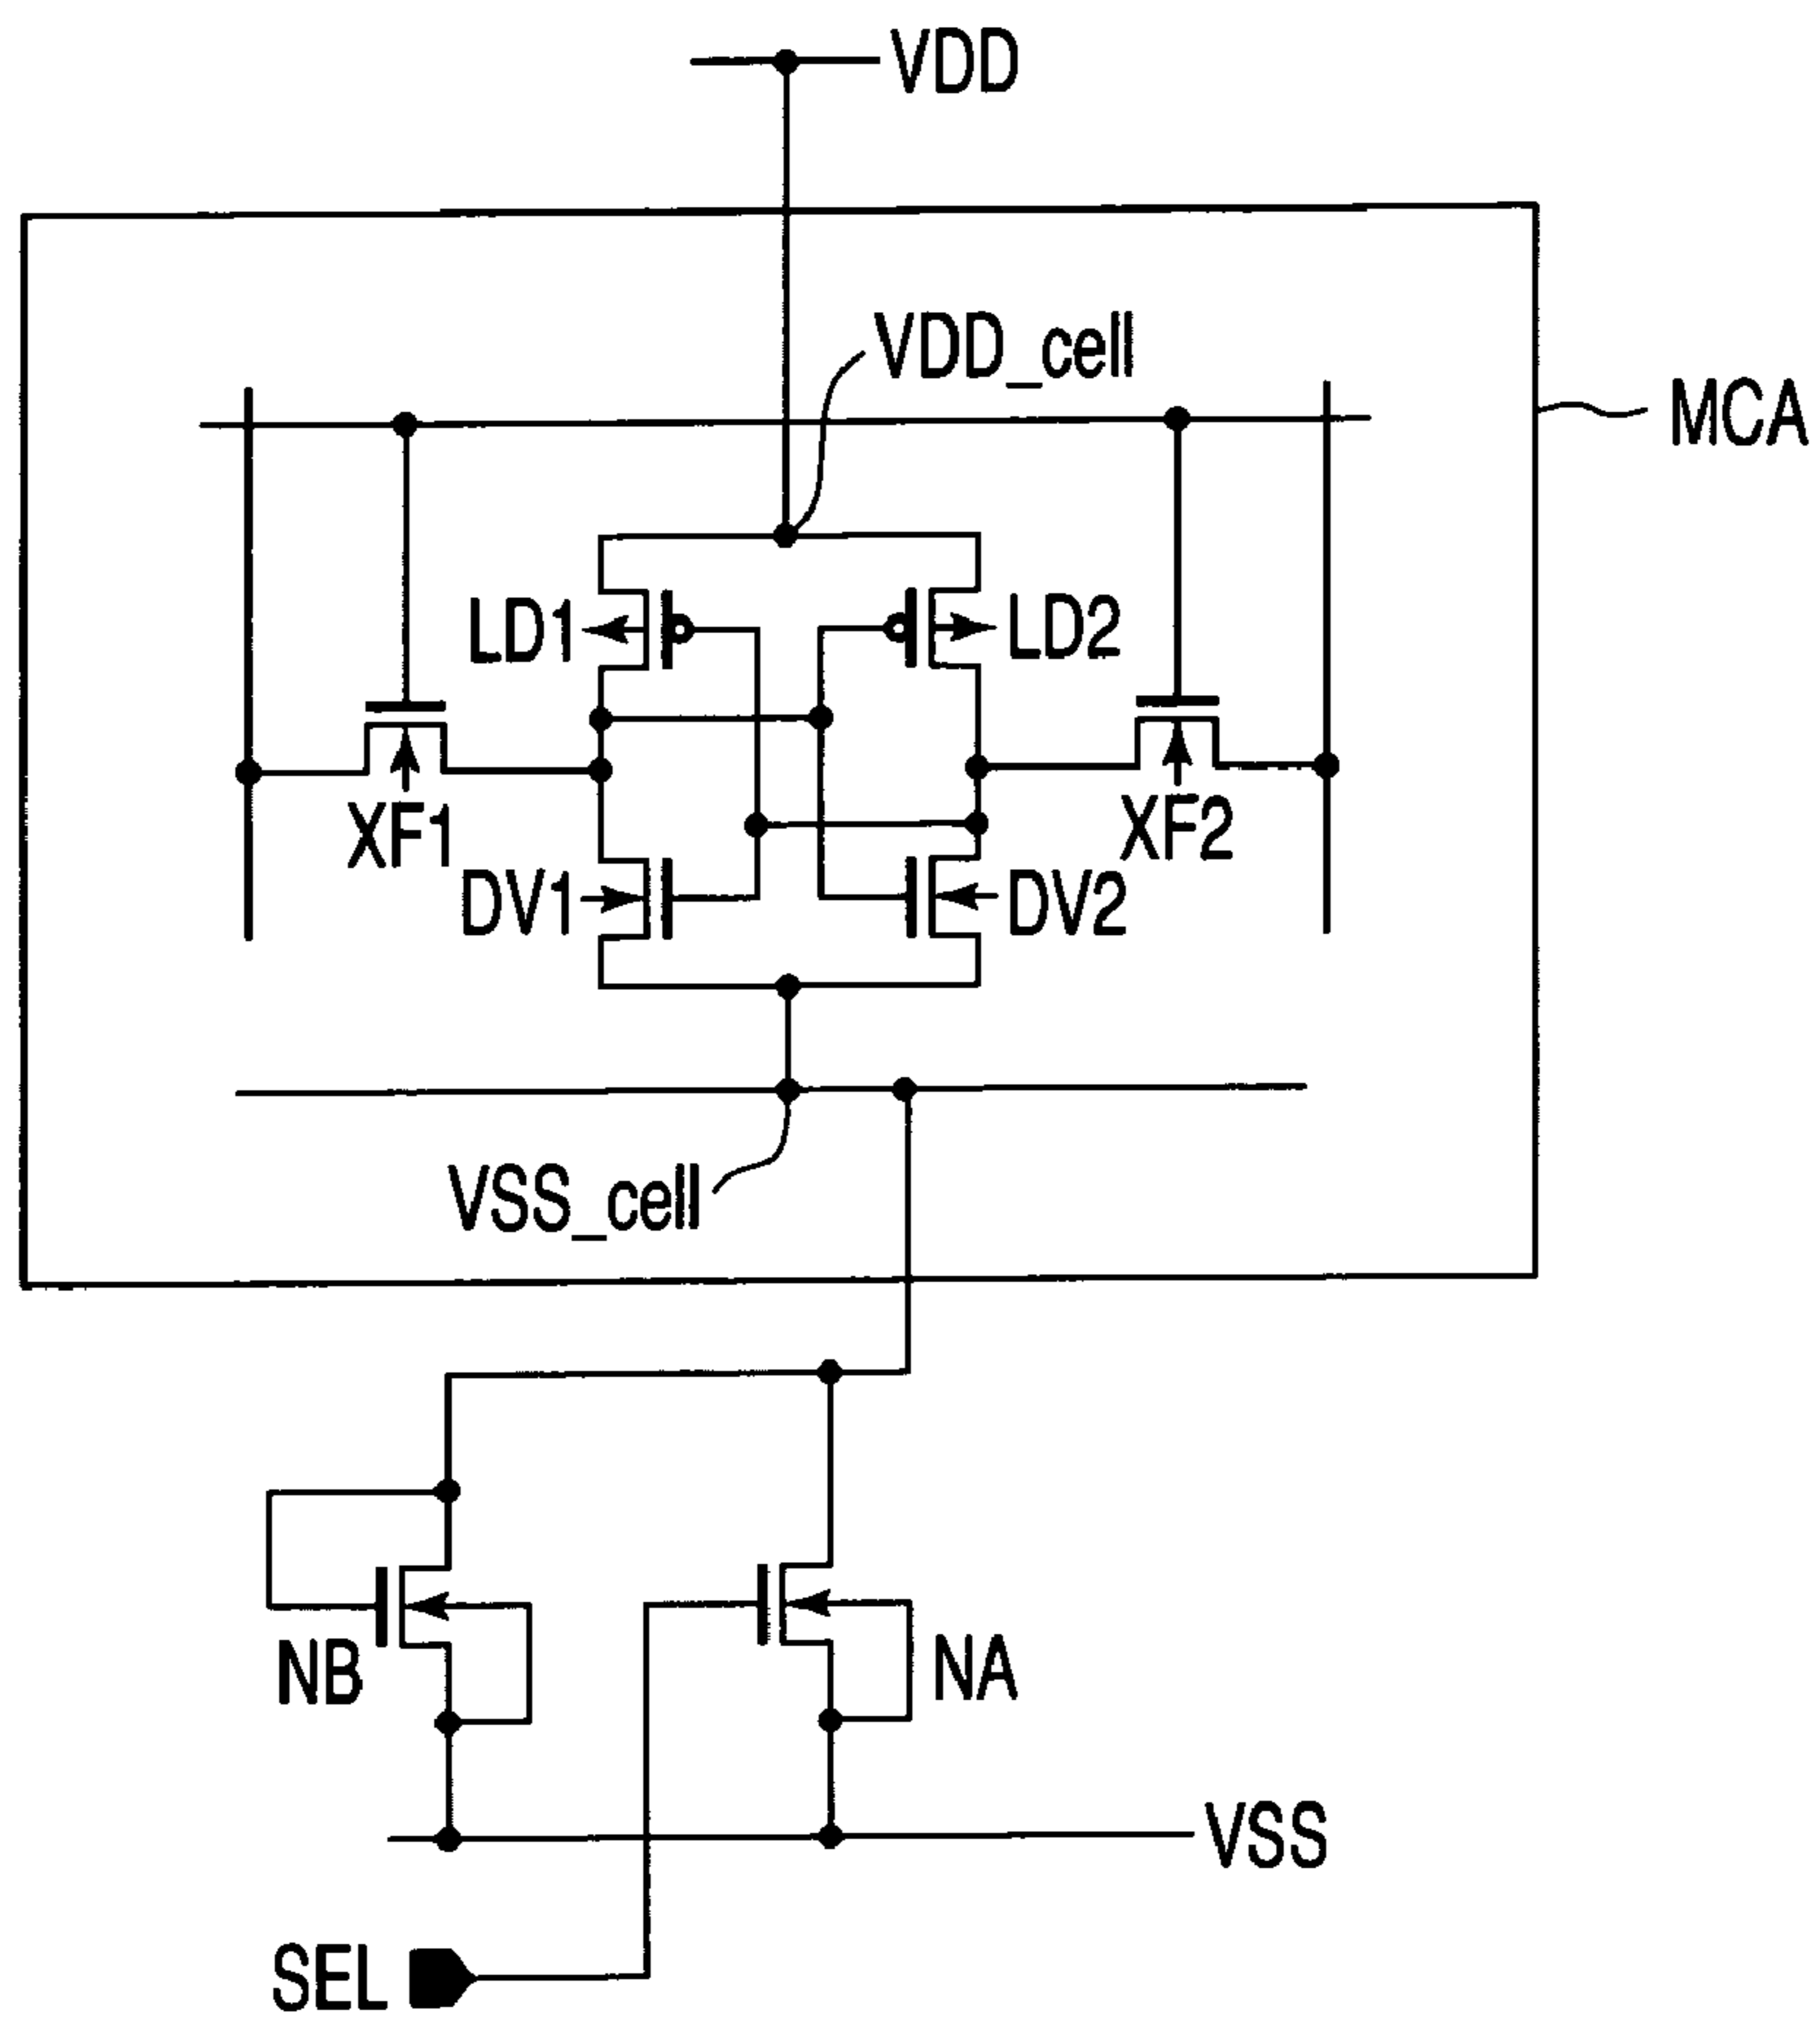 VDD
VDD_cell
MCA
LD1
LD2
XF1
XF2
DV1
DV2
VSS_cell
NB
NA
VSS
SEL